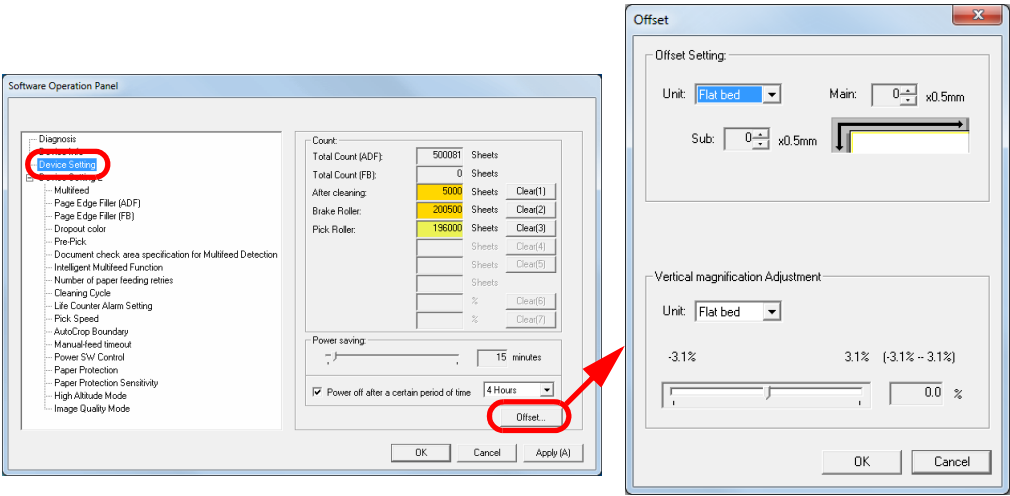 Software Operation Panel
Diagnosis
Device Setting
Multifeed
Page Edge Filler (ADF)
Page Edge Filler (FB)
Dropout color
Pre-Pick
Document check area specification for Multifeed Detection
Intelligent Multifeed Function
Number of paper feeding retries
Cleaning Cycle
Life Counter Alarm Setting
Pick Speed
AutoCrop Boundary
Manual-feed timeout
Power SW Control
Paper Protection
Paper Protection Sensitivity
High Altitude Mode
Image Quality Mode
Count:
Total Count (ADF): 500081 Sheets
Total Count (FB): 0 Sheets
After cleaning: 5000 Sheets Clear(1)
Brake Roller: 200500 Sheets Clear(2)
Pick Roller: 196000 Sheets Clear(3)
Sheets Clear(4)
Sheets Clear(5)
Sheets
% Clear(6)
% Clear(7)
Power saving:
15 minutes
Power off after a certain period of time 4 Hours
Offset...
OK Cancel Apply (A)
Offset
Offset Setting:
Unit: Flat bed Main: 0 x0.5mm
Sub: 0 x0.5mm
Vertical magnification Adjustment
Unit: Flat bed
-3.1% 3.1% (-3.1% -- 3.1%)
0.0 %
OK Cancel